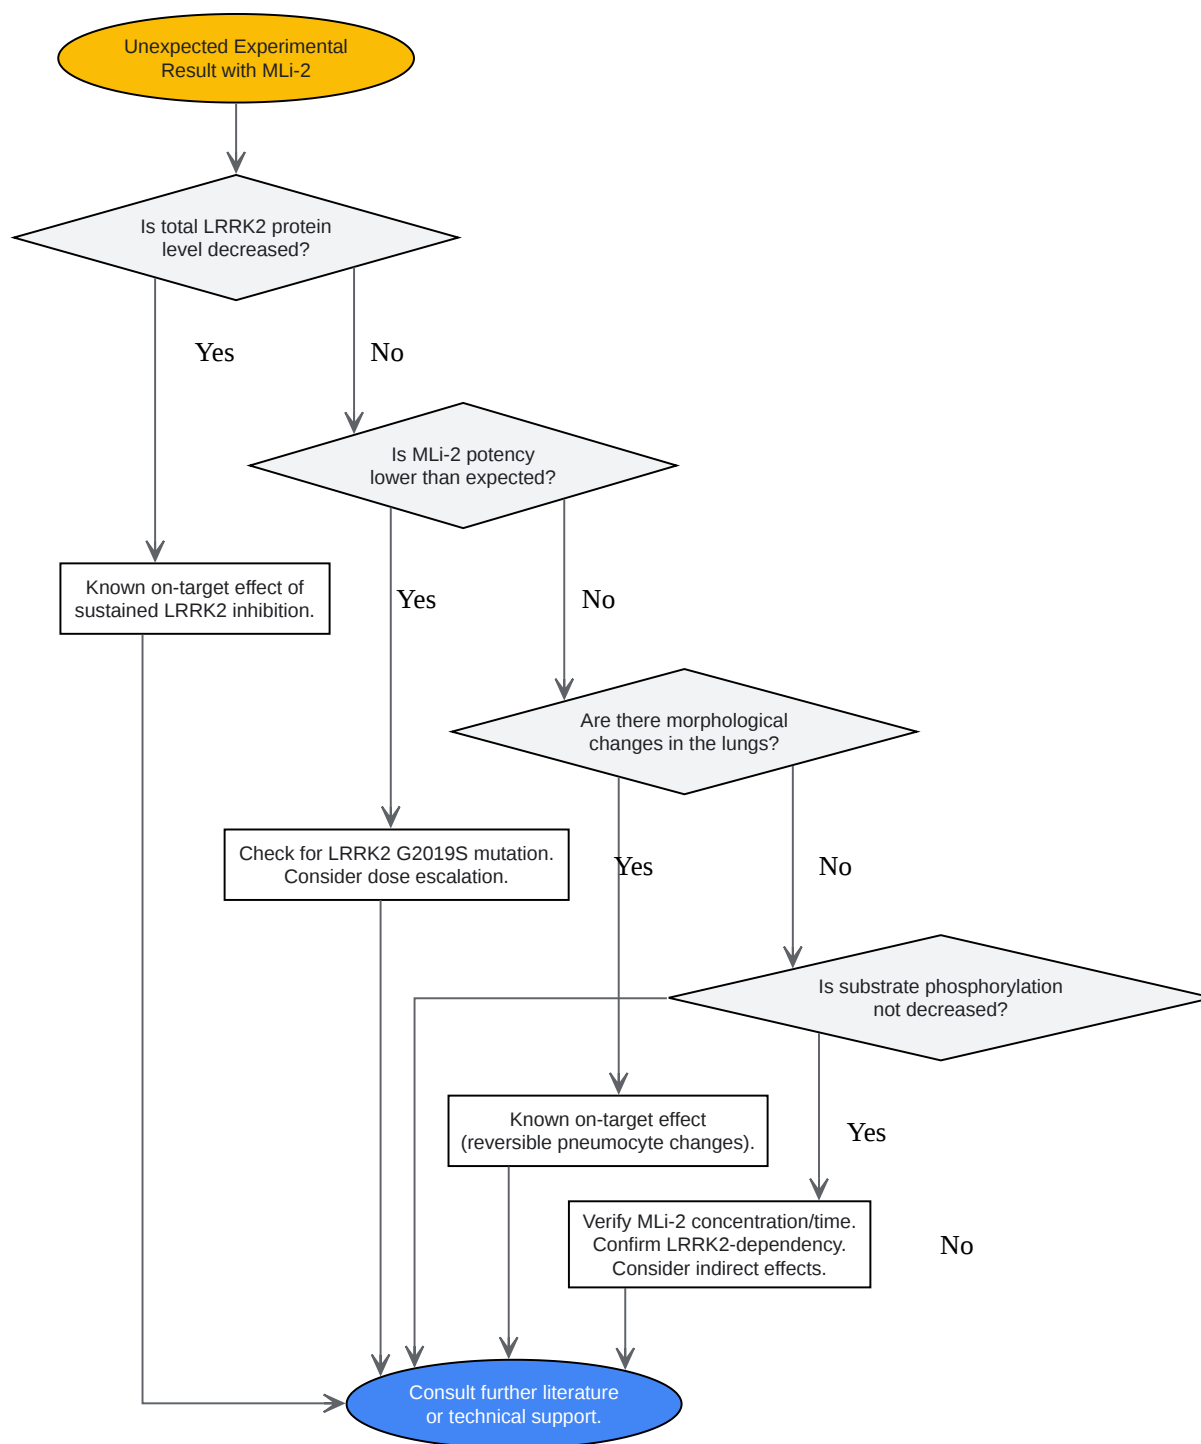 Unexpected Experimental
Result with MLi-2
Is total LRRK2 protein
level decreased?
Yes
No
Is MLi-2 potency
lower than expected?
Known on-target effect of
sustained LRRK2 inhibition.
Yes
No
Are there morphological
changes in the lungs?
Check for LRRK2 G2019S mutation.
Consider dose escalation.
Yes
No
Is substrate phosphorylation
not decreased?
Known on-target effect
(reversible pneumocyte changes).
Yes
Verify MLi-2 concentration/time.
Confirm LRRK2-dependency.
Consider indirect effects.
No
Consult further literature
or technical support.